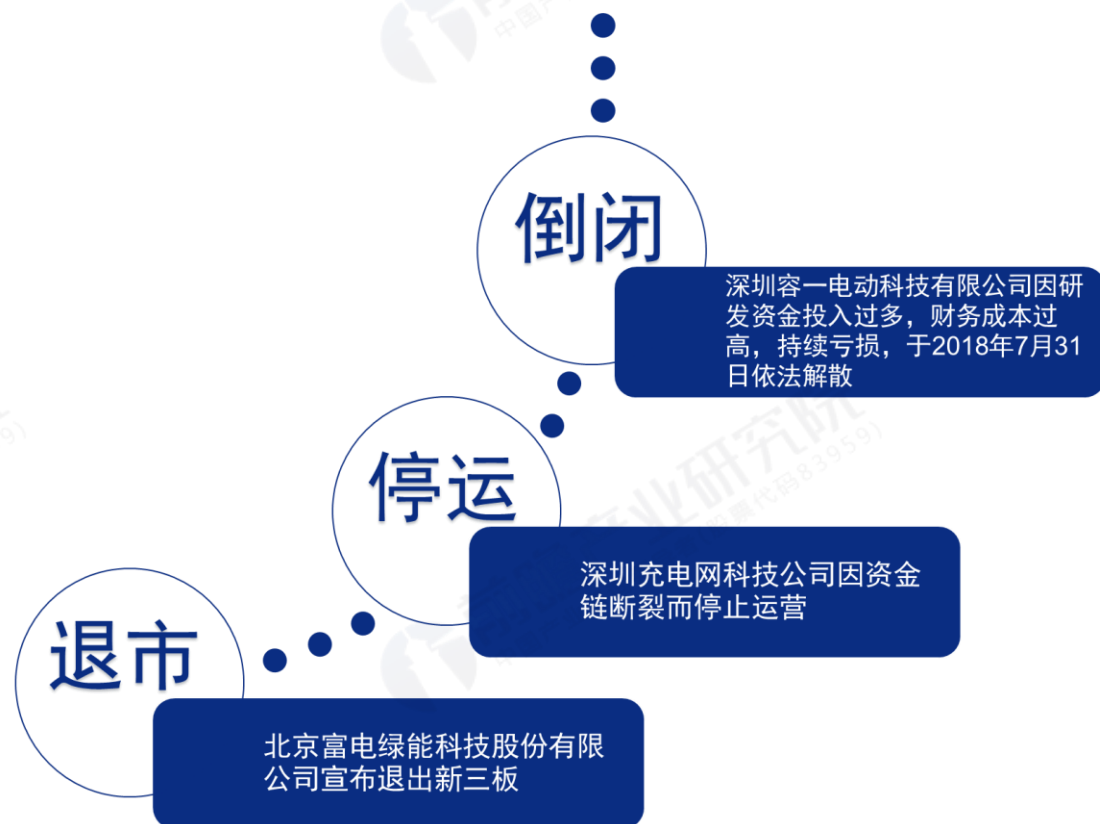 倒闭
深圳容一电动科技有限公司因研
发资金投入过多，财务成本过
高，持续亏损，于2018年7月31
日依法解散
停运
深圳充电网科技公司因资金
链断裂而停止运营
退市
北京富电绿能科技股份有限
公司宣布退出新三板